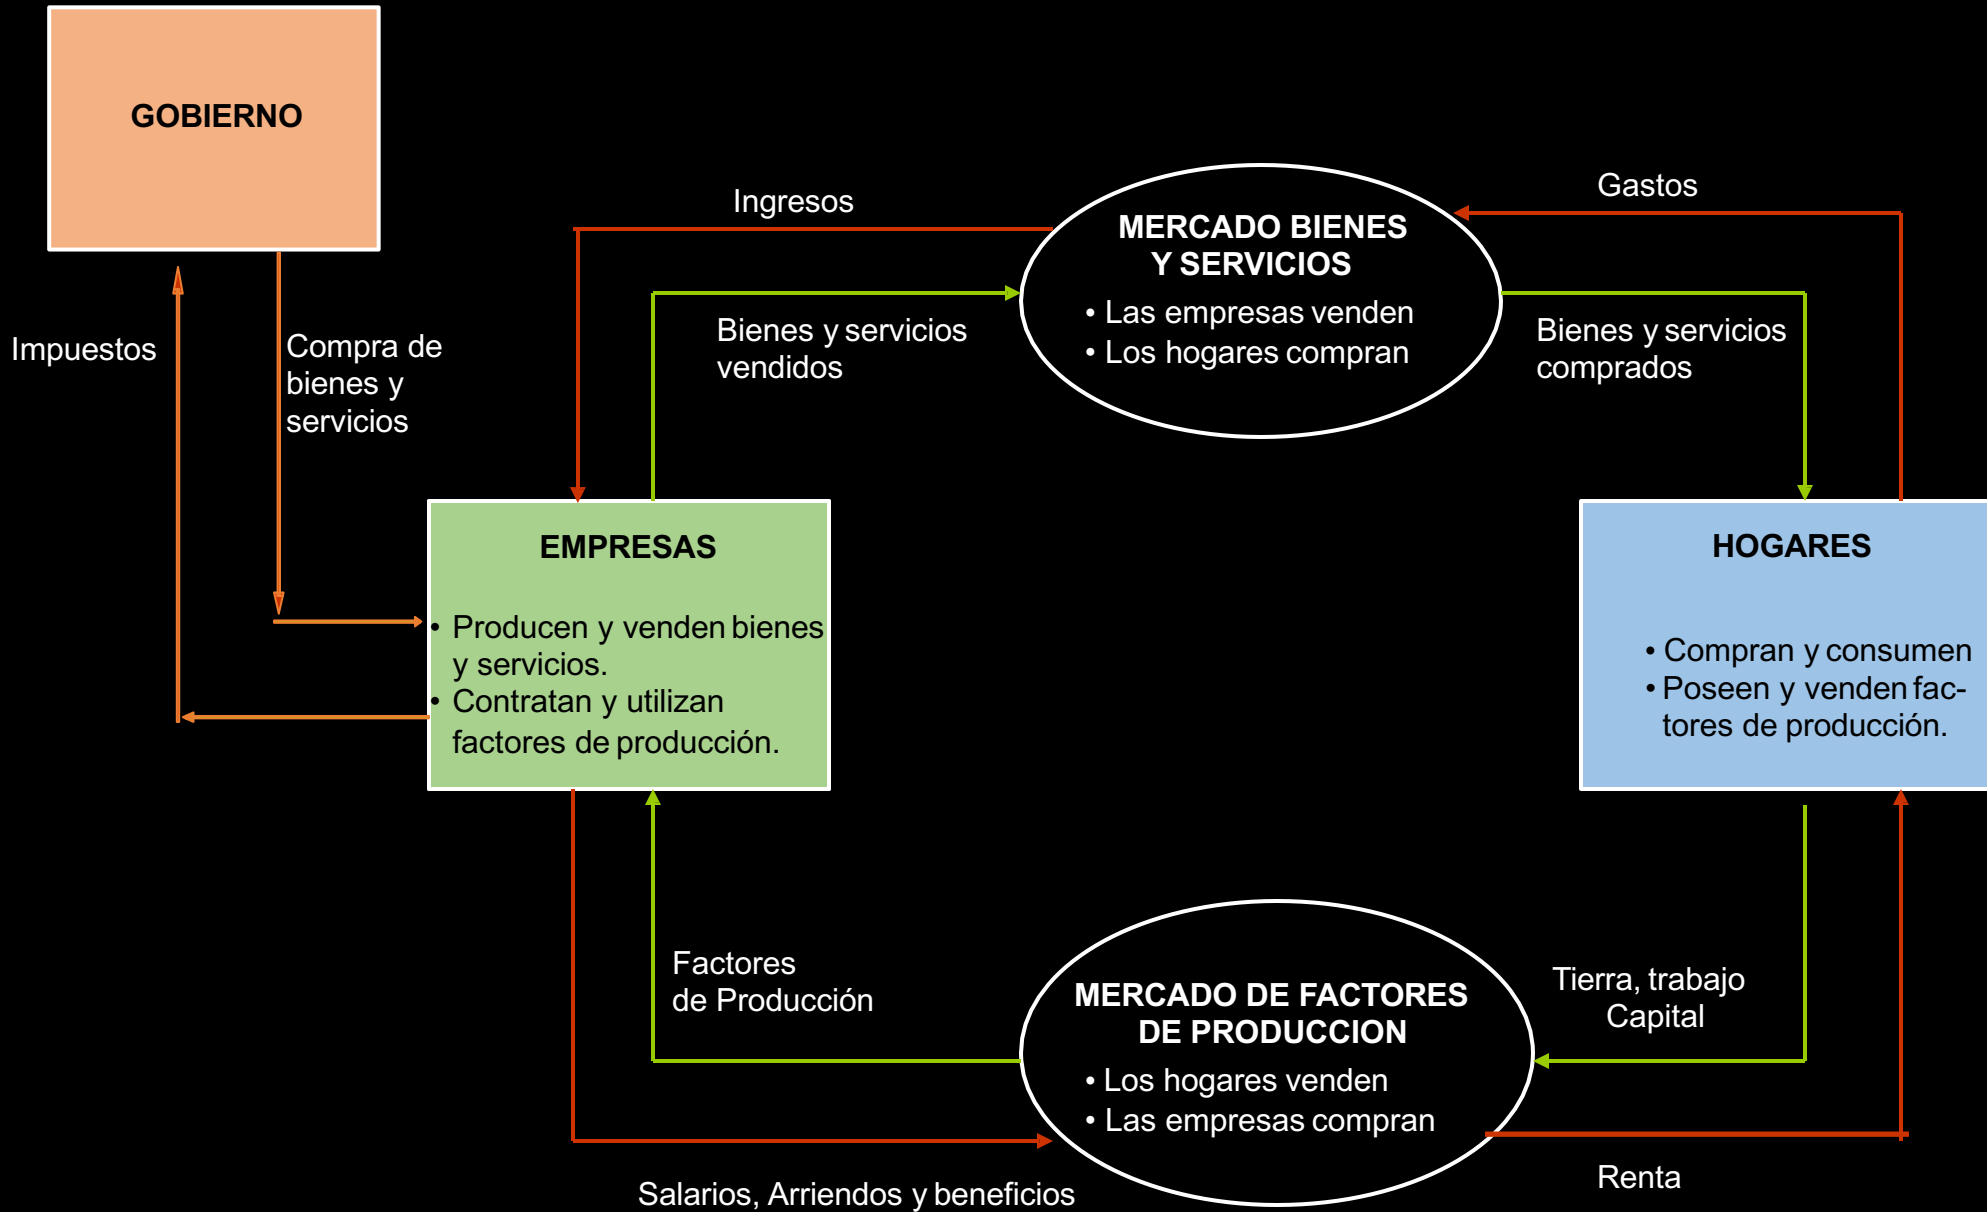 GOBIERNO
Impuestos
Compra de
bienes y
servicios
Ingresos
Bienes y servicios
vendidos
MERCADO BIENES
Y SERVICIOS
• Las empresas venden
• Los hogares compran
Gastos
Bienes y servicios
comprados
EMPRESAS
• Producen y venden bienes
y servicios.
• Contratan y utilizan
factores de producción.
HOGARES
• Compran y consumen
• Poseen y venden fac-
tores de producción.
Factores
de Producción
MERCADO DE FACTORES
DE PRODUCCION
• Los hogares venden
• Las empresas compran
Tierra, trabajo
Capital
Salarios, Arriendos y beneficios
Renta